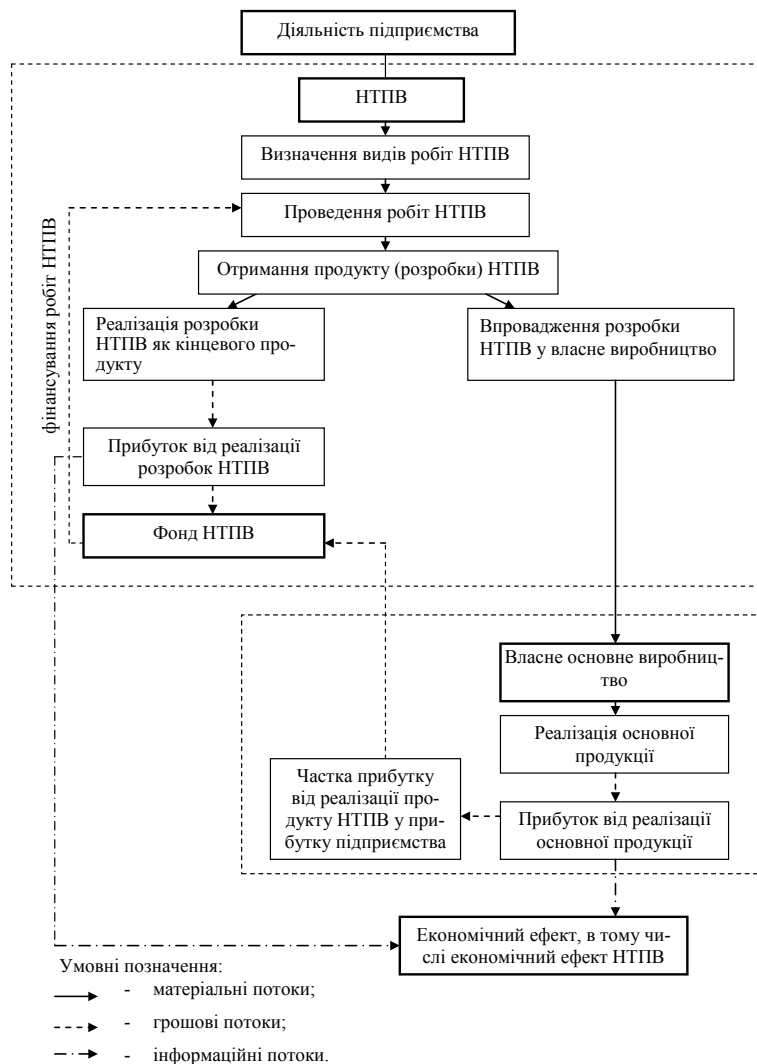 Діяльність підприємства
НТПВ
Визначення видів робіт НТПВ
Проведення робіт НТПВ
Отримання продукту (розробки) НТПВ
фінансування робіт НТПВ
Реалізація розробки
НТПВ як кінцевого про-
дукту
Впровадження розробки
НТПВ у власне виробництво
Прибуток від реалізації
розробок НТПВ
Фонд НТПВ
Власне основне виробниц-
тво
Реалізація основної
продукції
Частка прибутку
від реалізації про-
дукту НТПВ у при-
бутку підприємства
Прибуток від реалізації
основної продукції
Економічний ефект, в тому чи-
слі економічний ефект НТПВ
Умовні позначення:
- матеріальні потоки;
- грошові потоки;
- інформаційні потоки.